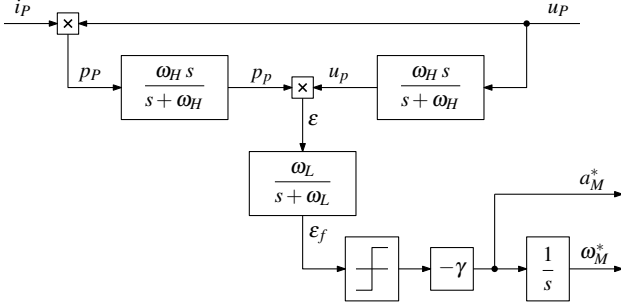 i_P × u_P
p_P ω_H s / (s + ω_H) p_p × u_p ω_H s / (s + ω_H)
ε
ω_L / (s + ω_L)
a*_M
ε_f
−γ 1 / s ω*_M